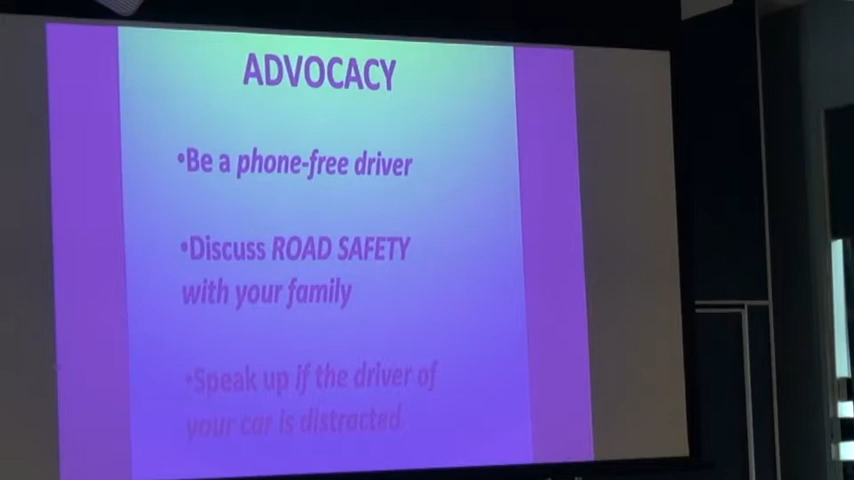 ADVOCACY
•Be a phone-free driver
•Discuss ROAD SAFETY
with your family
•Speak up if the driver of
your car is distracted